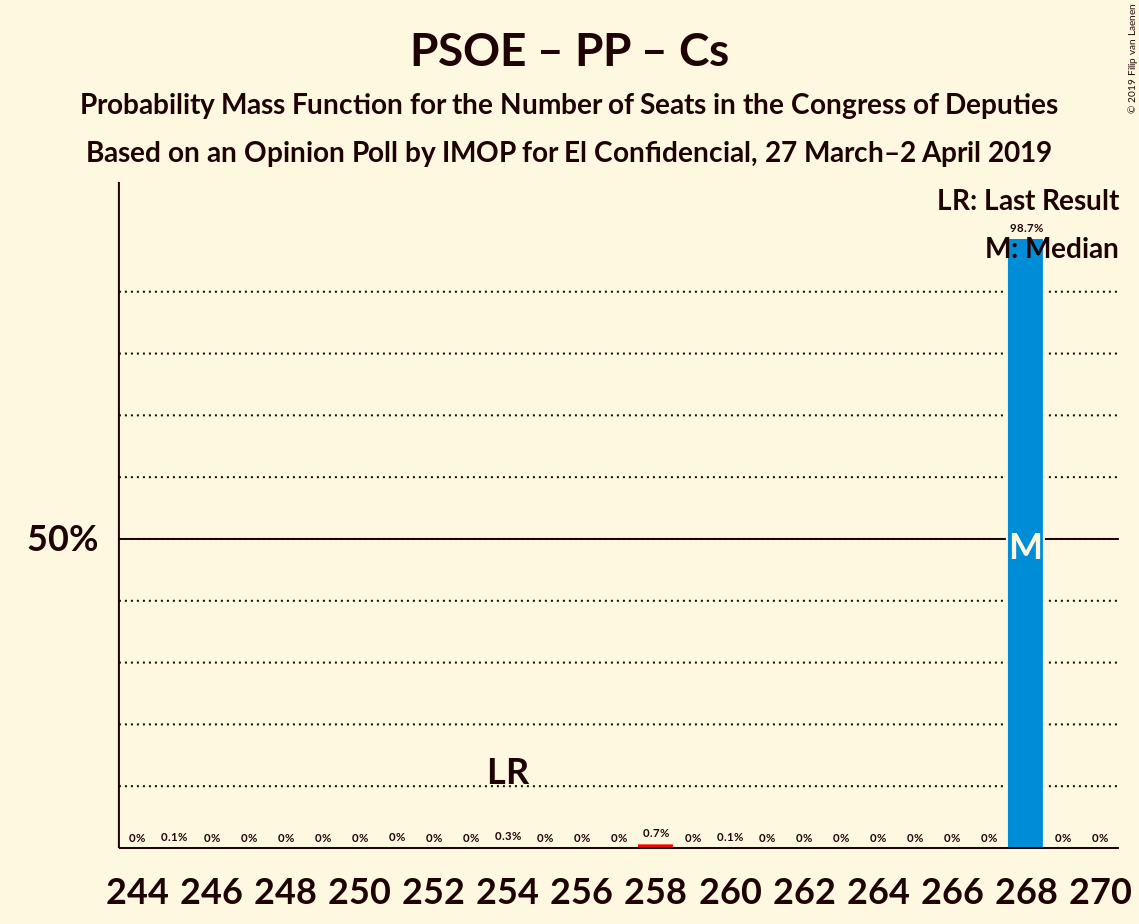 PSOE – PP – Cs
Probability Mass Function for the Number of Seats in the Congress of Deputies
Based on an Opinion Poll by IMOP for El Confidencial, 27 March–2 April 2019
© 2019 Filip van Laenen
LR: Last Result
98.7%
M: Median
50%
M
LR
0% 0.1% 0% 0% 0% 0% 0% 0% 0% 0% 0.3% 0% 0% 0% 0.7% 0% 0.1% 0% 0% 0% 0% 0% 0% 0% 0% 0%
244 246 248 250 252 254 256 258 260 262 264 266 268 270